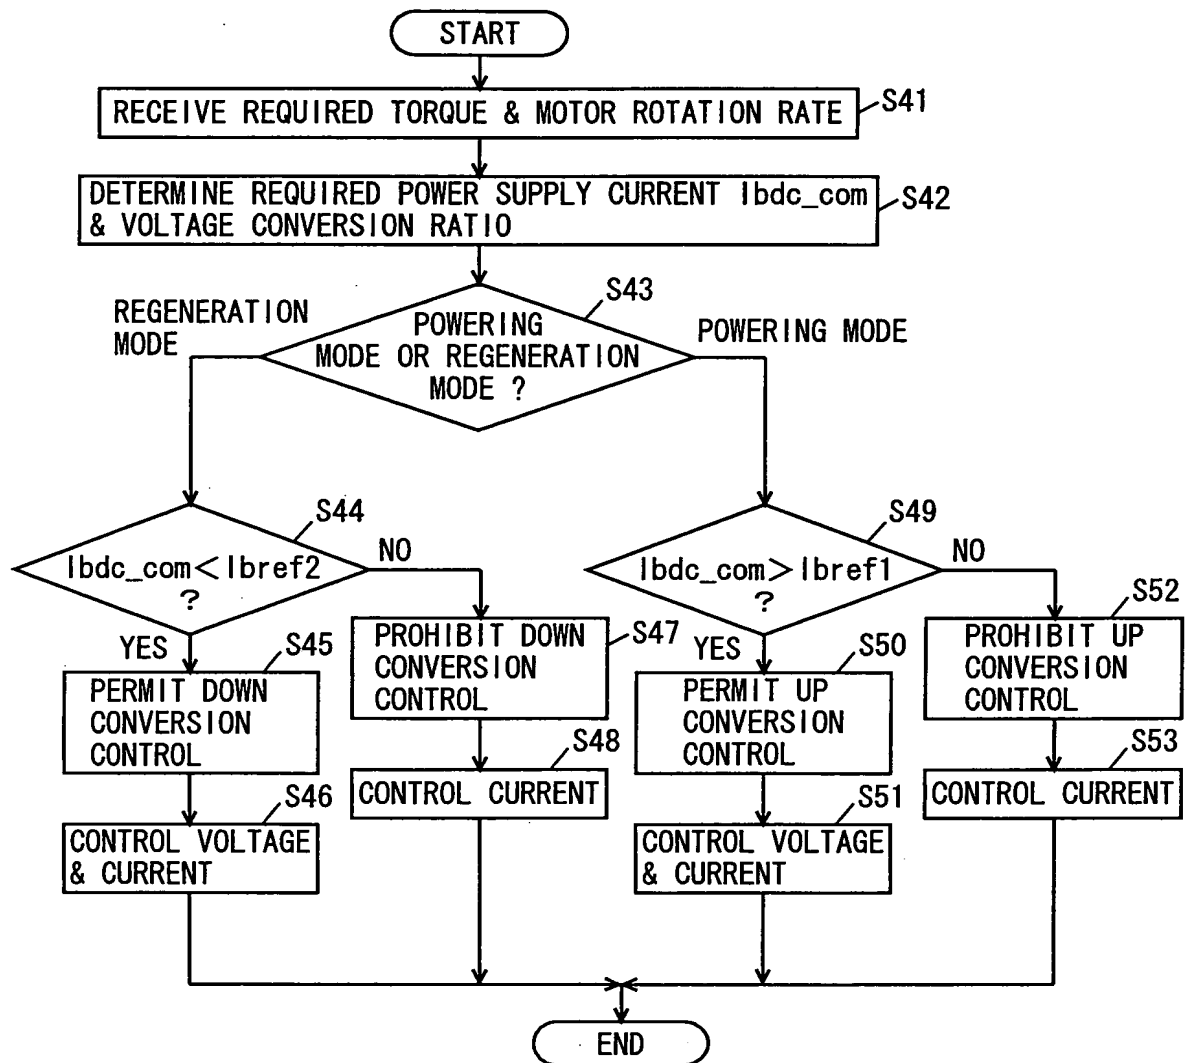 START
RECEIVE REQUIRED TORQUE & MOTOR ROTATION RATE
S41
DETERMINE REQUIRED POWER SUPPLY CURRENT Ibdc_com
& VOLTAGE CONVERSION RATIO
S42
S43
REGENERATION
MODE
POWERING
MODE OR REGENERATION
MODE ?
POWERING MODE
S44
Ibdc_com<Ibref2
?
NO
YES
S49
Ibdc_com>Ibref1
?
NO
YES
S45
PERMIT DOWN
CONVERSION
CONTROL
S47
PROHIBIT DOWN
CONVERSION
CONTROL
S50
PERMIT UP
CONVERSION
CONTROL
S52
PROHIBIT UP
CONVERSION
CONTROL
S46
CONTROL VOLTAGE
& CURRENT
S48
CONTROL CURRENT
S51
CONTROL VOLTAGE
& CURRENT
S53
CONTROL CURRENT
END